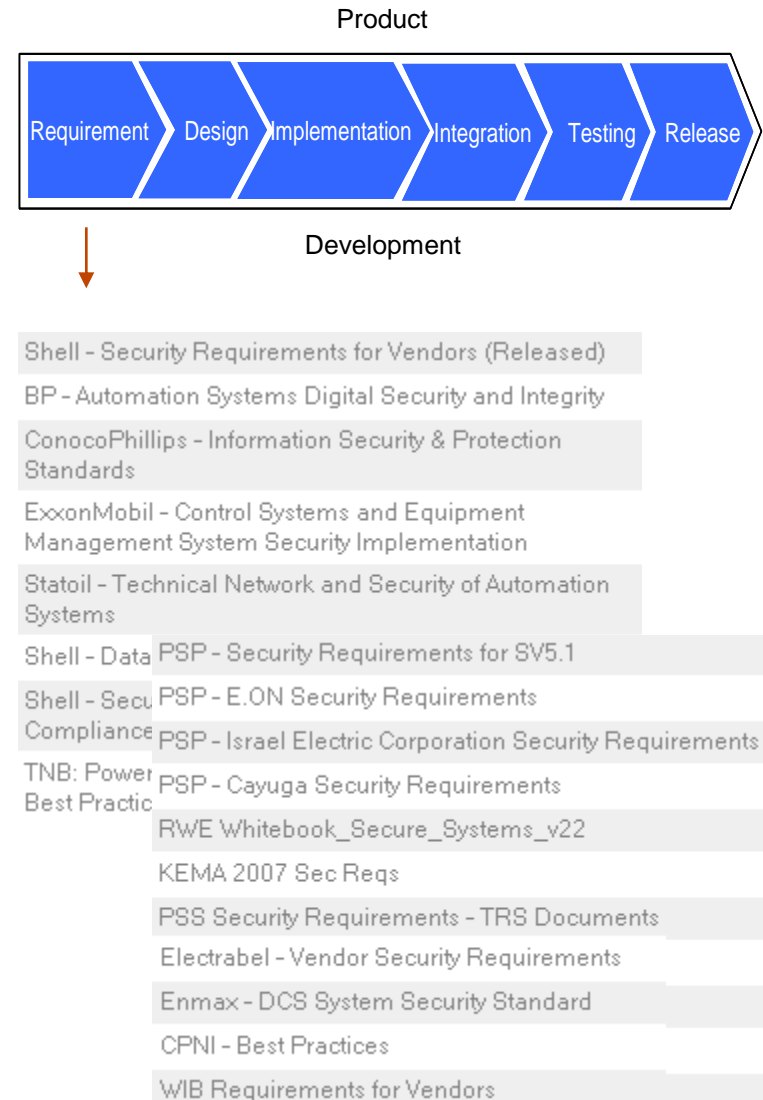 Product
Requirement Design Implementation Integration Testing Release
Development
Shell - Security Requirements for Vendors (Released)
BP - Automation Systems Digital Security and Integrity
ConocoPhillips - Information Security & Protection
Standards
ExxonMobil - Control Systems and Equipment
Management System Security Implementation
Statoil - Technical Network and Security of Automation
Systems
Shell - Data
Shell - Secu
Compliance
TNB: Power
Best Practic
PSP - Security Requirements for SV5.1
PSP - E.ON Security Requirements
PSP - Israel Electric Corporation Security Requirements
PSP - Cayuga Security Requirements
RWE Whitebook_Secure_Systems_v22
KEMA 2007 Sec Reqs
PSS Security Requirements - TRS Documents
Electrabel - Vendor Security Requirements
Enmax - DCS System Security Standard
CPNI - Best Practices
WIB Requirements for Vendors